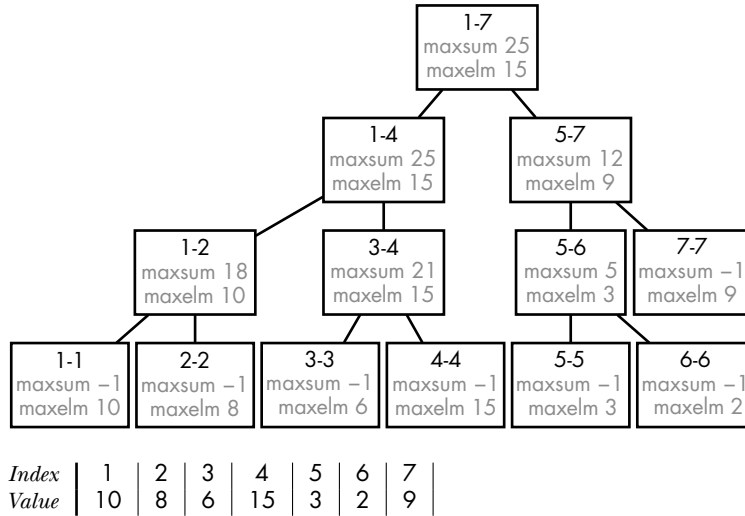 1-7
maxsum 25
maxelm 15
1-4
maxsum 25
maxelm 15
5-7
maxsum 12
maxelm 9
1-2
maxsum 18
maxelm 10
3-4
maxsum 21
maxelm 15
5-6
maxsum 5
maxelm 3
7-7
maxsum −1
maxelm 9
1-1
maxsum −1
maxelm 10
2-2
maxsum −1
maxelm 8
3-3
maxsum −1
maxelm 6
4-4
maxsum −1
maxelm 15
5-5
maxsum −1
maxelm 3
6-6
maxsum −1
maxelm 2
Index 1 2 3 4 5 6 7
Value 10 8 6 15 3 2 9